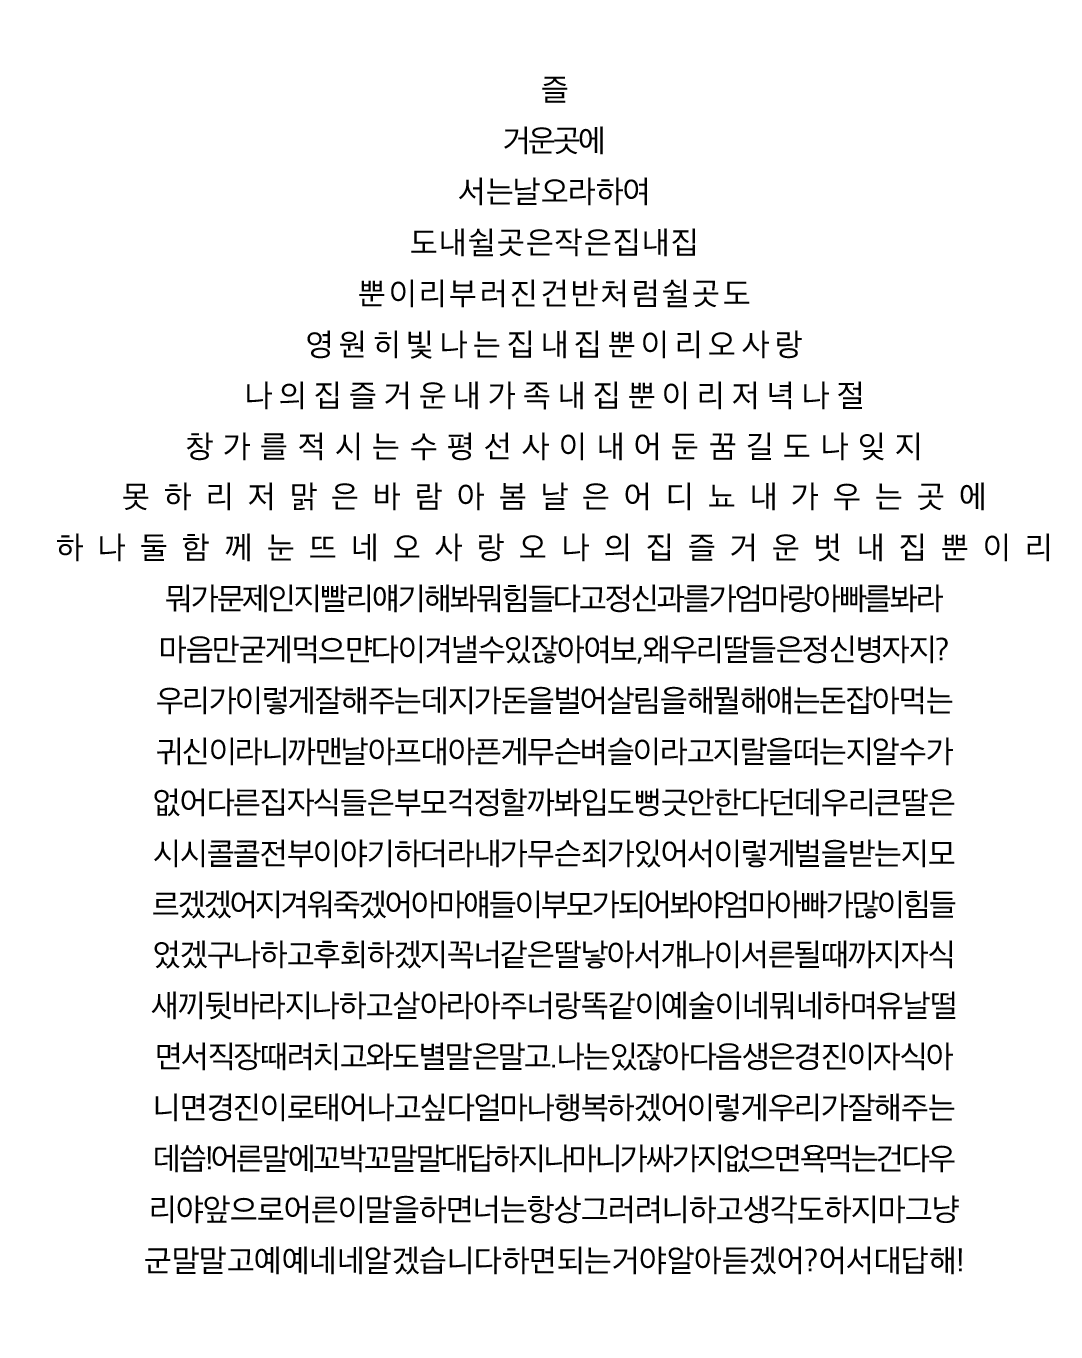 즐
거운곳에
서는날오라하여
도내쉴곳은작은집내집
뿐이리부러진건반처럼쉴곳도
영원히빛나는집내집뿐이리오사랑
나의집즐거운내가족내집뿐이리저녁나절
창가를적시는수평선사이내어둔꿈길도나잊지
못하리저맑은바람아봄날은어디뇨내가우는곳에
하나둘함께눈뜨네오사랑오나의집즐거운벗내집뿐이리
뭐가문제인지빨리얘기해봐뭐힘들다고정신과를가엄마랑아빠를봐라
마음만굳게먹으먄다이겨낼수있잖아여보,왜우리딸들은정신병자지?
우리가이렇게잘해주는데지가돈을벌어살림을해뭘해얘는돈잡아먹는
귀신이라니까맨날아프대아픈게무슨벼슬이라고지랄을떠는지알수가
없어다른집자식들은부모걱정할까봐입도뻥긋안한다던데우리큰딸은
시시콜콜전부이야기하더라내가무슨죄가있어서이렇게벌을받는지모
르겠겠어지겨워죽겠어아마얘들이부모가되어봐야엄마아빠가많이힘들
었겠구나하고후회하겠지꼭너같은딸낳아서걔나이서른될때까지자식
새끼뒷바라지나하고살아라아주너랑똑같이예술이네뭐네하며유날떨
면서직장때려치고와도별말은말고.나는있잖아다음생은경진이자식아
니면경진이로태어나고싶다얼마나행복하겠어이렇게우리가잘해주는
데씁!어른말에꼬박꼬말말대답하지나마니가싸가지없으면욕먹는건다우
리야앞으로어른이말을하면너는항상그러려니하고생각도하지마그냥
군말말고예예네네알겠습니다하면되는거야알아듣겠어?어서대답해!